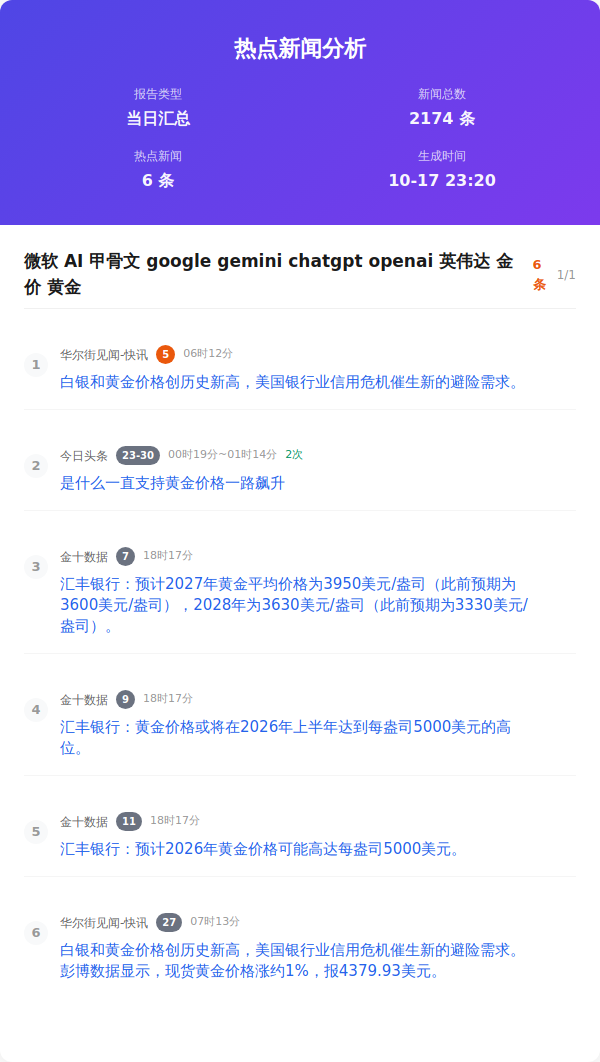 热点新闻分析
报告类型
新闻总数
当日汇总
2174 条
热点新闻
生成时间
6 条
10-17 23:20
微软 AI 甲骨文 google gemini chatgpt openai 英伟达 金
价 黄金
6
条
1/1
1
华尔街见闻-快讯 5 06时12分
白银和黄金价格创历史新高，美国银行业信用危机催生新的避险需求。
2
今日头条 23-30 00时19分~01时14分 2次
是什么一直支持黄金价格一路飙升
3
金十数据 7 18时17分
汇丰银行：预计2027年黄金平均价格为3950美元/盎司（此前预期为
3600美元/盎司），2028年为3630美元/盎司（此前预期为3330美元/
盎司）。
4
金十数据 9 18时17分
汇丰银行：黄金价格或将在2026年上半年达到每盎司5000美元的高
位。
5
金十数据 11 18时17分
汇丰银行：预计2026年黄金价格可能高达每盎司5000美元。
6
华尔街见闻-快讯 27 07时13分
白银和黄金价格创历史新高，美国银行业信用危机催生新的避险需求。
彭博数据显示，现货黄金价格涨约1%，报4379.93美元。